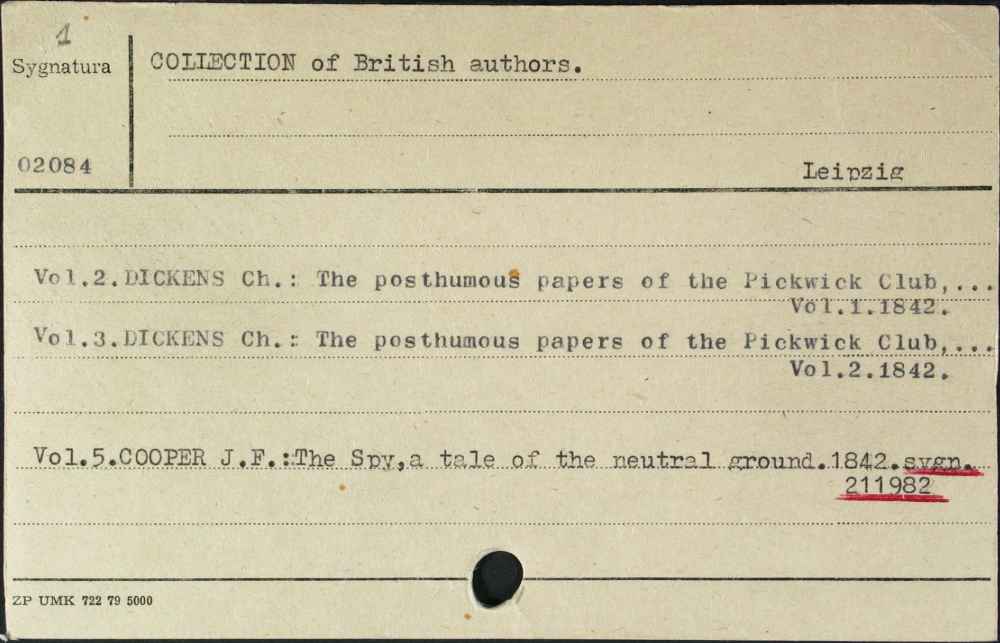 1
Sygnatura
COLLECTION of British authors.
02084
Leipzig
Vol.2.DICKENS Ch.: The posthumous papers of the Pickwick Club,...
Vol.1.1842.
Vol.3.DICKENS Ch.: The posthumous papers of the Pickwick Club,...
Vol.2.1842.
Vol.5.COOPER J.F.:The Spy,a tale of the neutral ground.1842.sygn.
211982
ZP UMK 722 79 5000